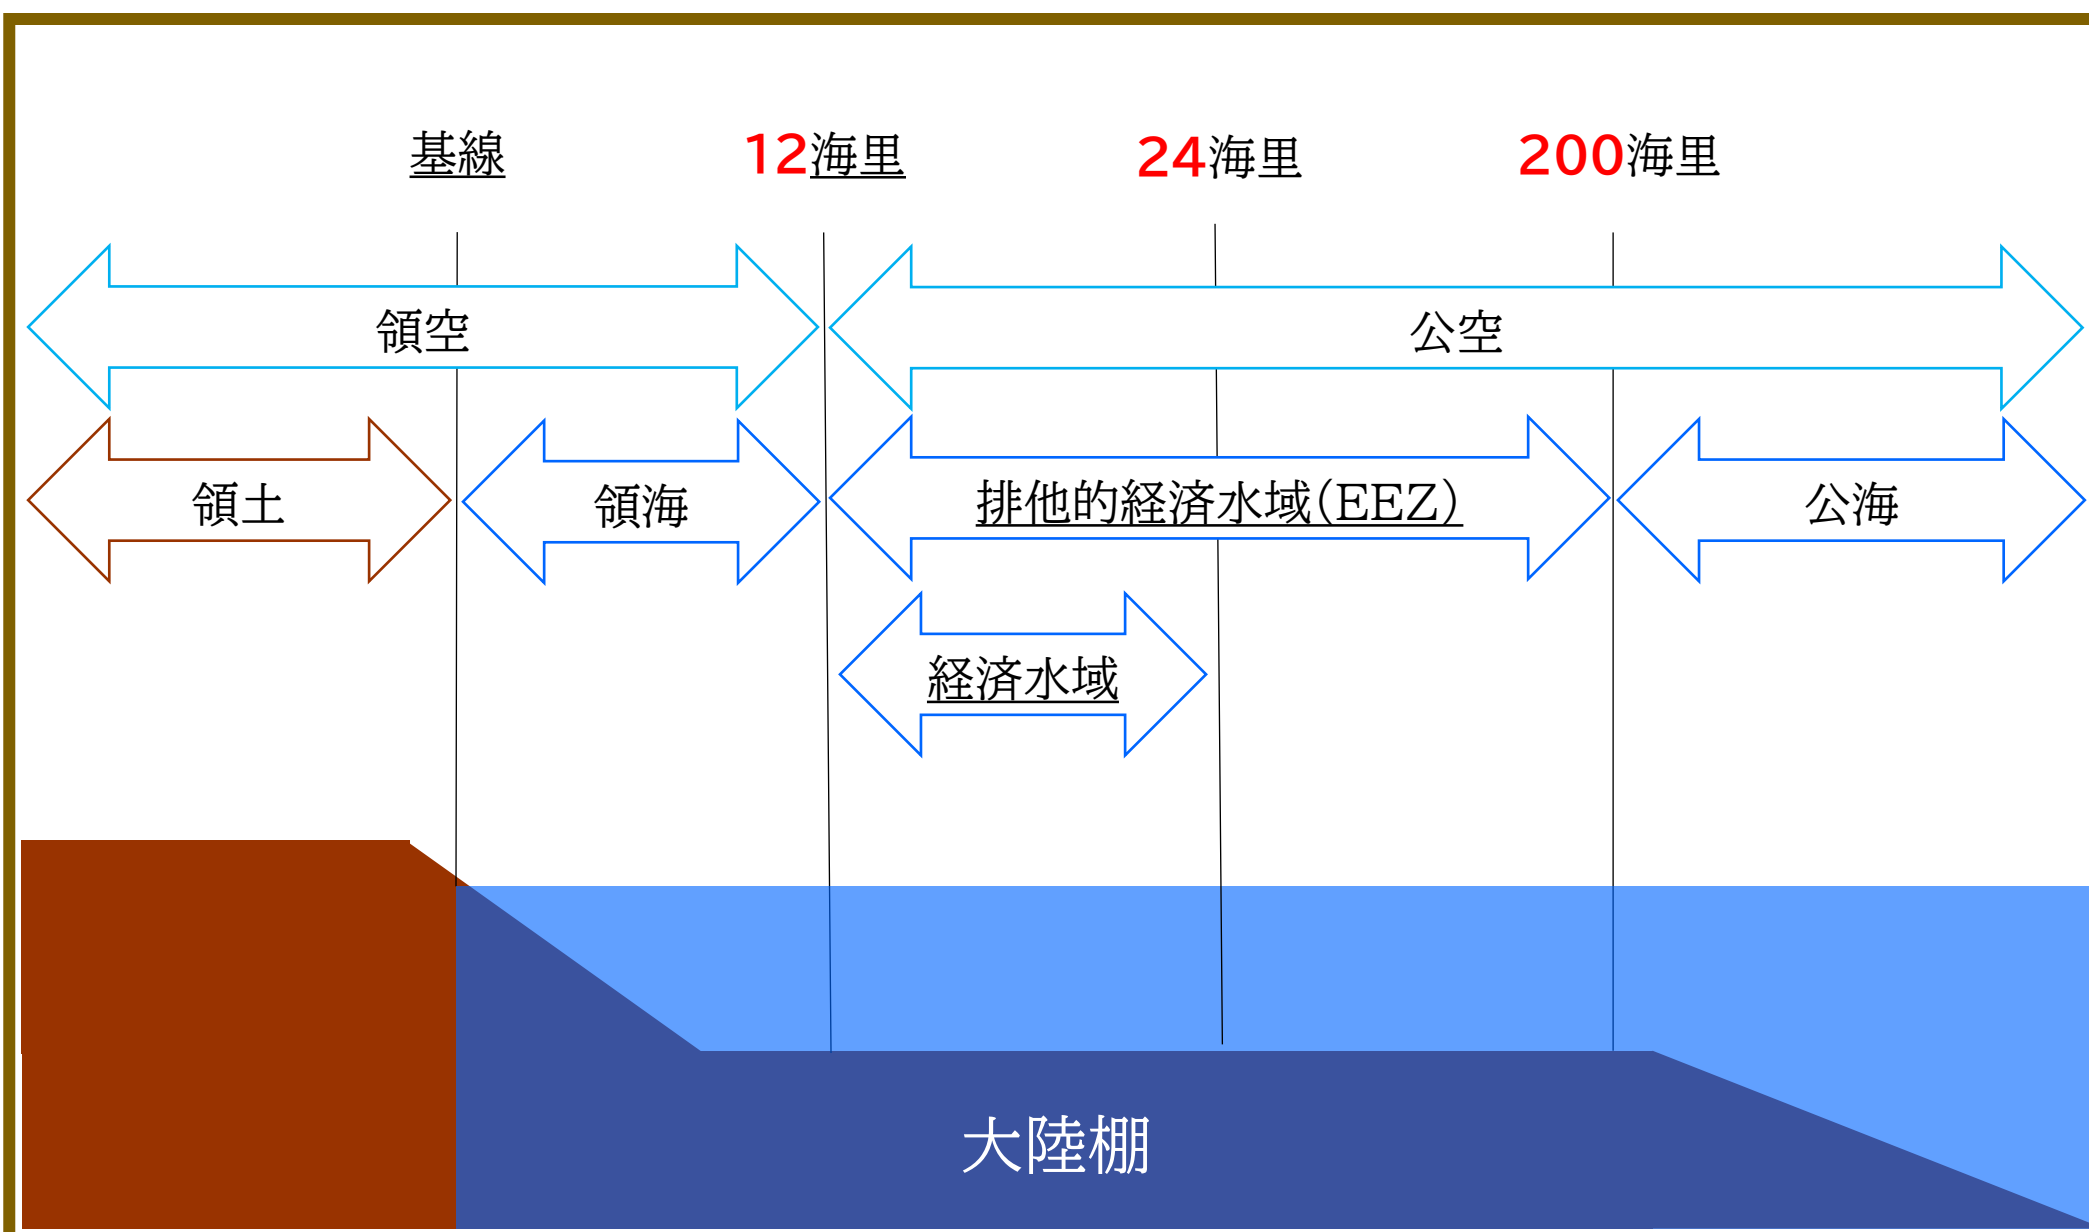 基線
12海里
24海里
200海里
領空
公空
領土
領海
排他的経済水域(EEZ)
公海
経済水域
大陸棚